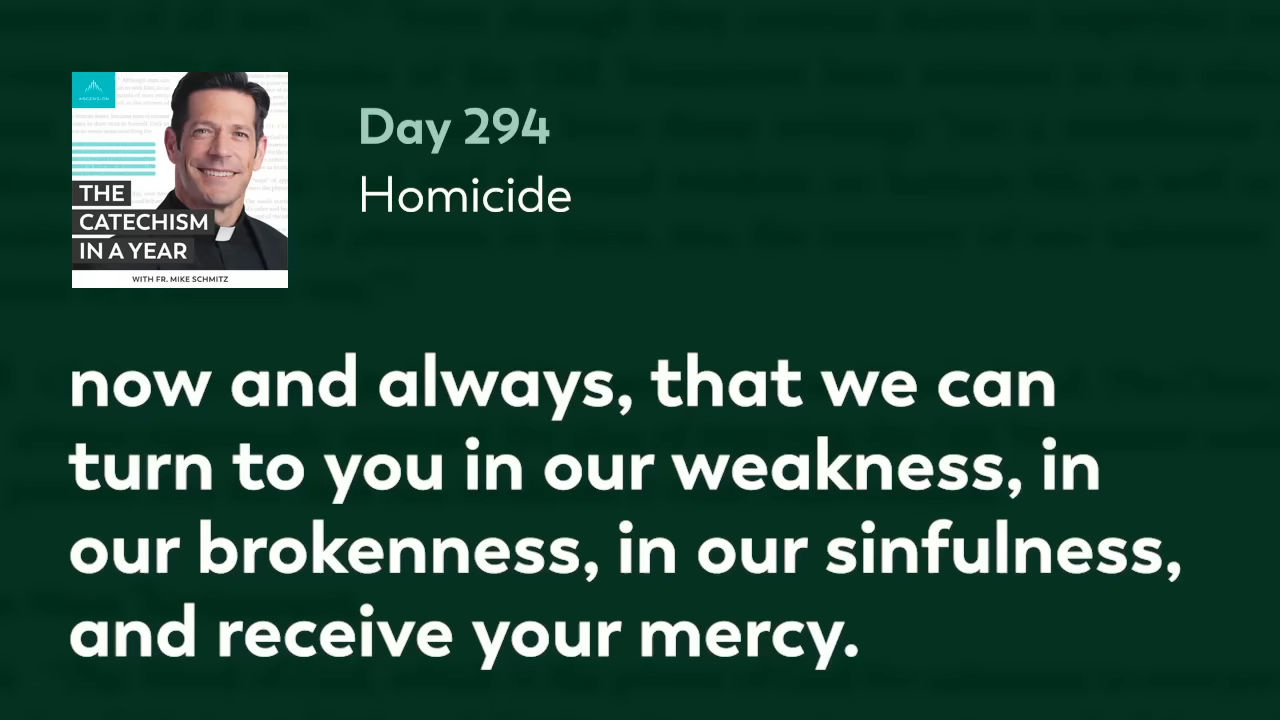 ASCENSION
THE
CATECHISM
IN A YEAR
WITH FR. MIKE SCHMITZ
Day 294
Homicide
now and always, that we can
turn to you in our weakness, in
our brokenness, in our sinfulness,
and receive your mercy.